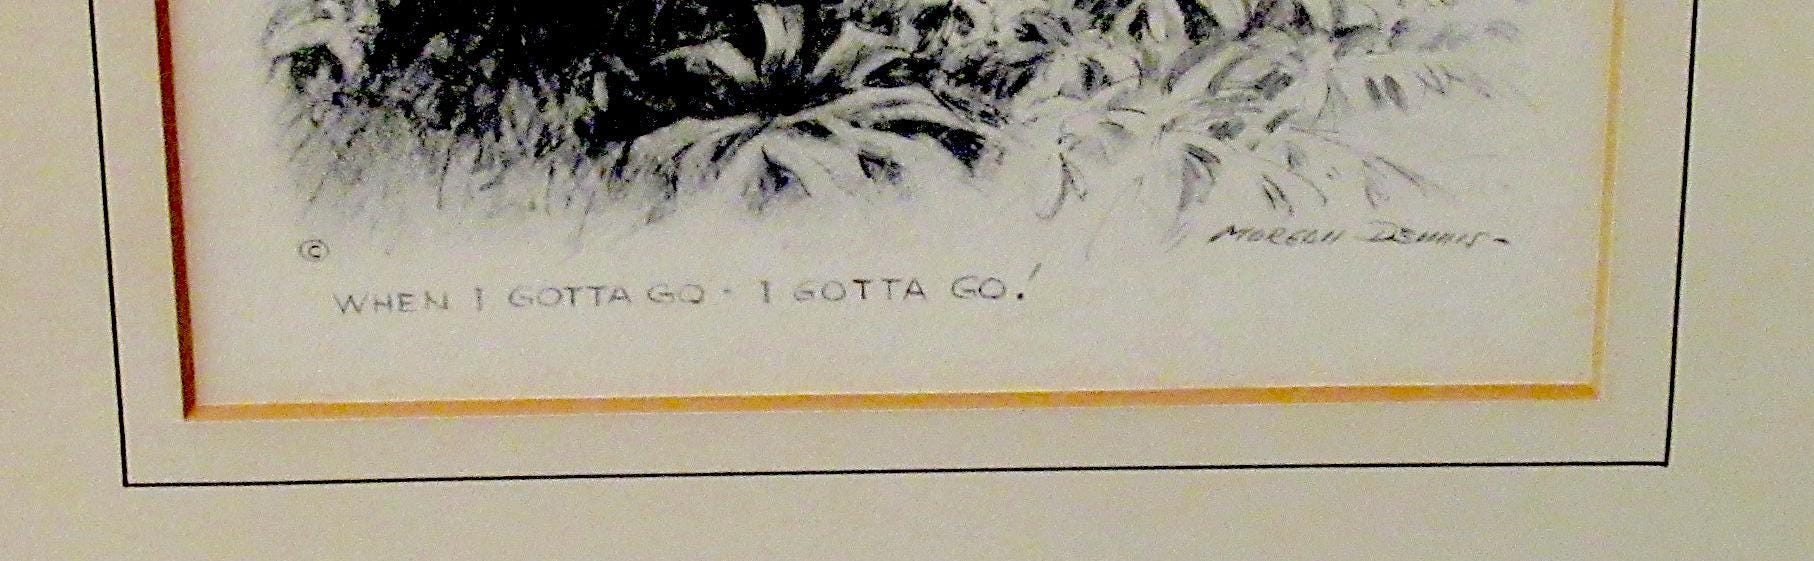 MORGAN DENNIS -
©
WHEN I GOTTA GO - I GOTTA GO!